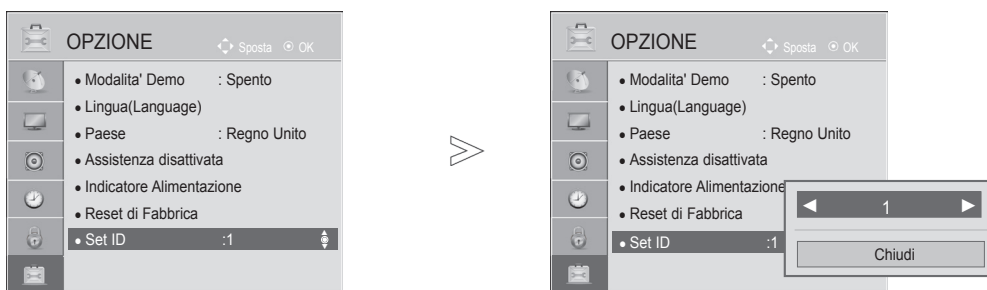 OPZIONE Sposta OK
• Modalita' Demo : Spento
• Lingua(Language)
• Paese : Regno Unito
• Assistenza disattivata
• Indicatore Alimentazione
• Reset di Fabbrica
• Set ID :1
OPZIONE Sposta OK
• Modalita' Demo : Spento
• Lingua(Language)
• Paese : Regno Unito
• Assistenza disattivata
• Indicatore Alimentazione
• Reset di Fabbrica
• Set ID :1
◄ 1 ►
Chiudi